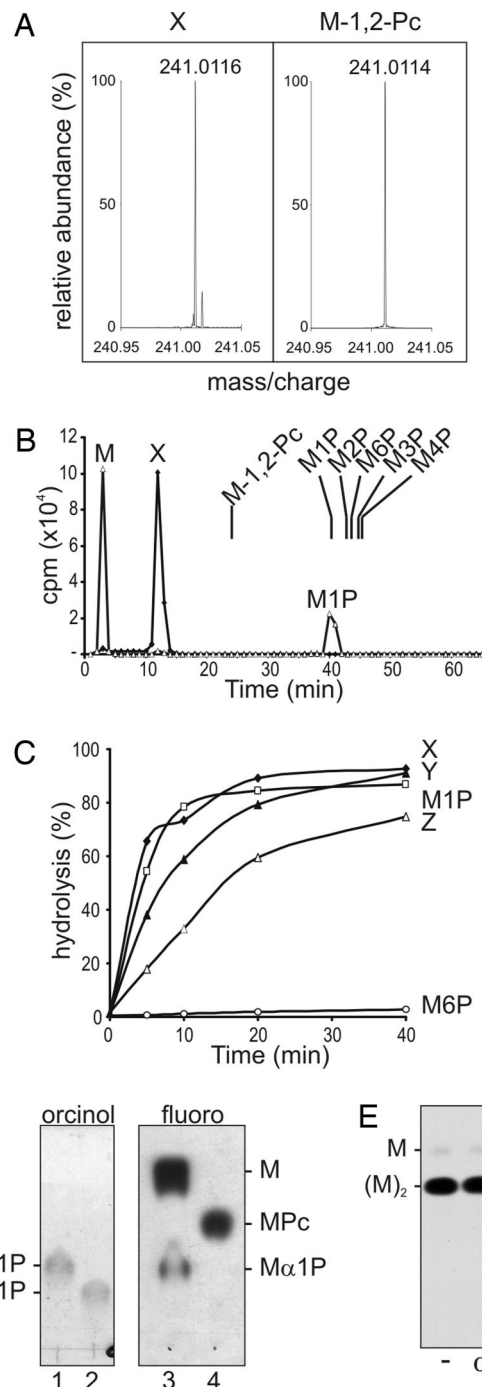 A
X
M-1,2-Pc
241.0116
241.0114
relative abundance (%)
100
50
0
100
50
0
240.95 241.00 241.05
240.95 241.00 241.05
mass/charge
B
M
X
M-1,2-Pc
M1P
M2P
M6P
M3P
M4P
M1P
cpm (x10⁴)
12
10
8
6
4
2
-
0 10 20 30 40 50 60
Time (min)
C
X
Y
M1P
Z
M6P
hydrolysis (%)
100
80
60
40
20
0
0 10 20 30 40
Time (min)
orcinol
fluoro
M
MPc
Mα1P
1P
1P
1 2 3 4
E
M
(M)₂
-